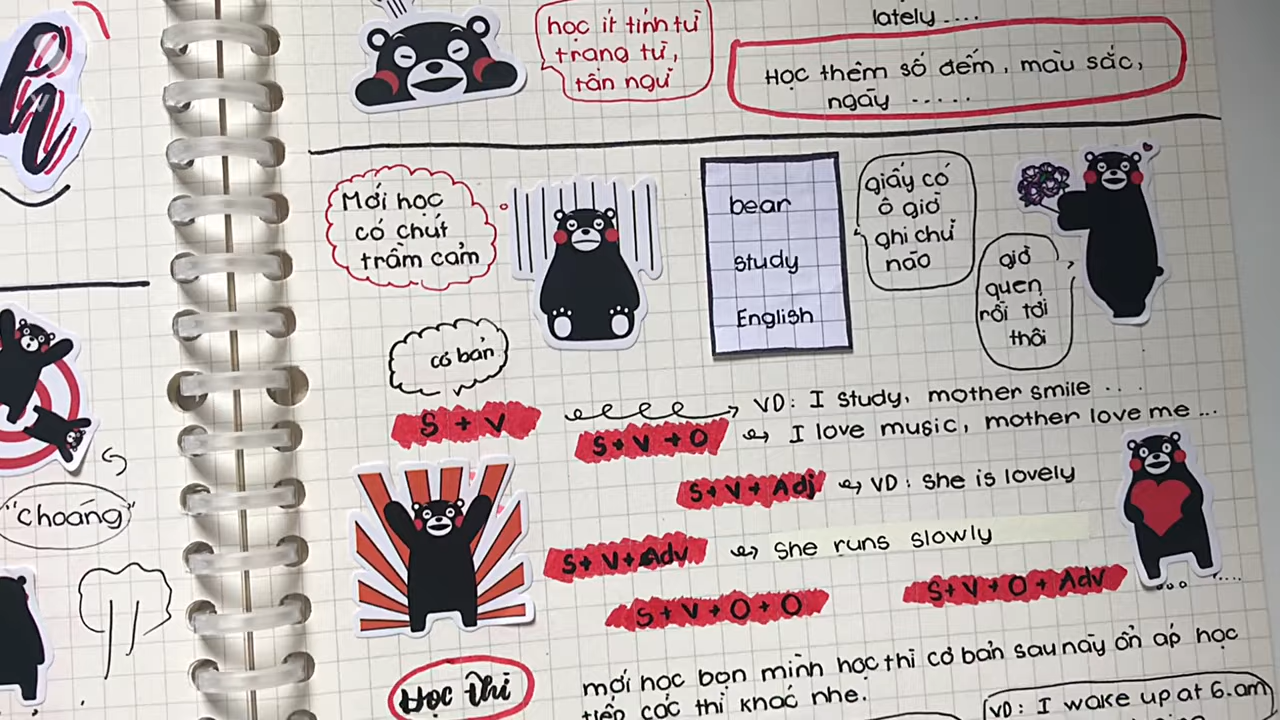 lately ....
học ít tính từ
trạng từ,
tân ngữ
Học thêm số đếm, màu sắc,
ngày .....
Mới học
có chút
trầm cảm
bear
study
English
giấy có
ô giơ
ghi chứ
nào
giờ
quen
rồi tới
thôi
cơ bản
S + V
VD: I study, mother smile ...
S + V + O
I love music, mother love me ...
S + V + Adj
VD: She is lovely
S + V + Adv
She runs slowly
S + V + O + O
S + V + O + Adv
... ....
"choáng"
Học thì
mới học bọn mình học thì cơ bản sau này ổn áp học
tiếp các thì khác nhe.
VD: I wake up at 6.am